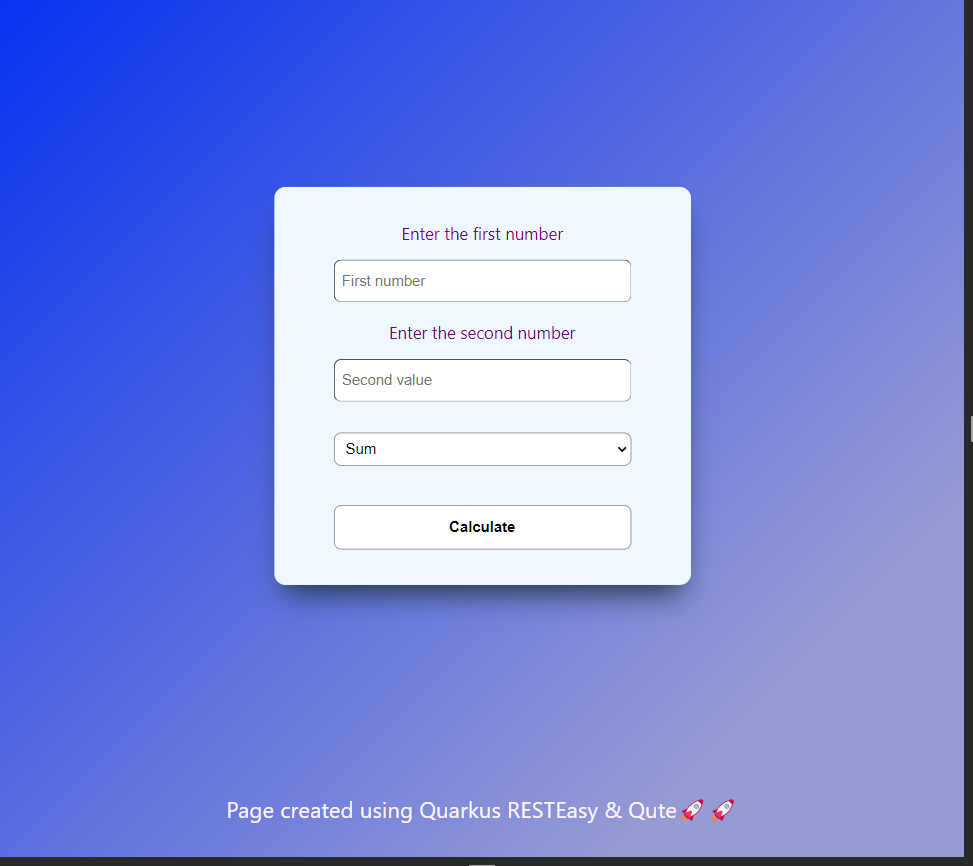 Enter the first number
First number
Enter the second number
Second value
Sum
Calculate
Page created using Quarkus RESTEasy & Qute🚀 🚀